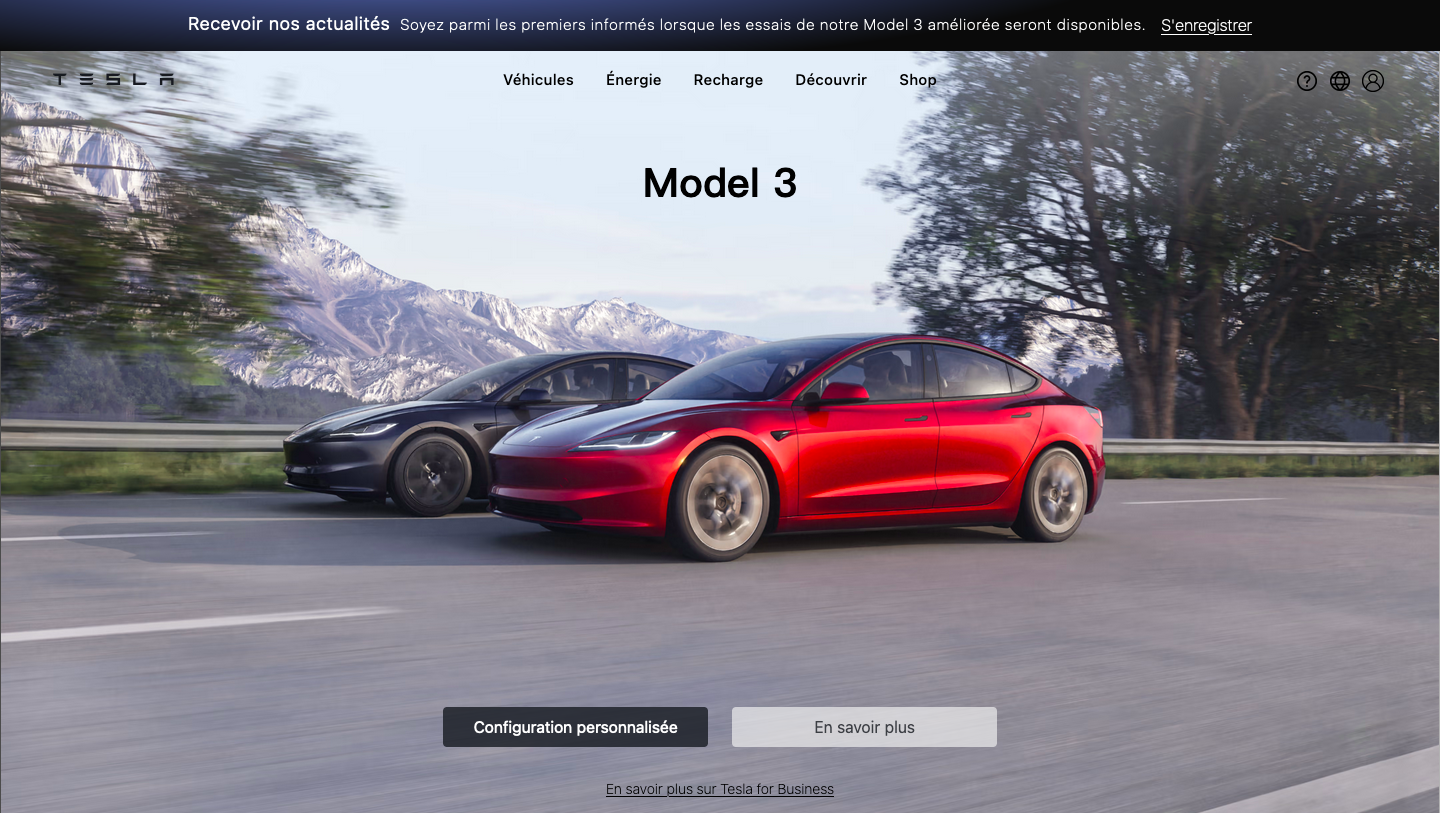 Recevoir nos actualités Soyez parmi les premiers informés lorsque les essais de notre Model 3 améliorée seront disponibles. S'enregistrer
TESLA Véhicules Énergie Recharge Découvrir Shop
Model 3
Configuration personnalisée En savoir plus
En savoir plus sur Tesla for Business